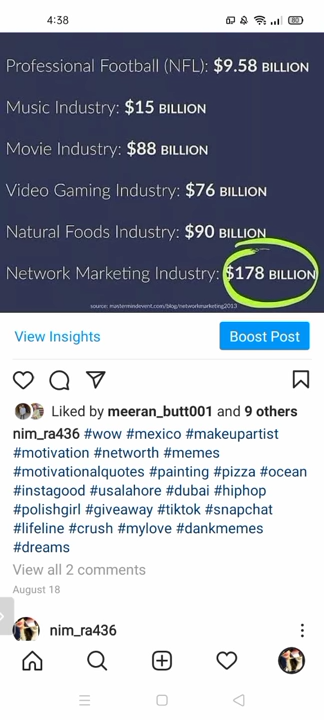 4:38
80
Professional Football (NFL): $9.58 BILLION
Music Industry: $15 BILLION
Movie Industry: $88 BILLION
Video Gaming Industry: $76 BILLION
Natural Foods Industry: $90 BILLION
Network Marketing Industry: $178 BILLION
source: mastermindevent.com/blog/networkmarketing2013
View Insights
Boost Post
Liked by meeran_butt001 and 9 others
nim_ra436 #wow #mexico #makeupartist
#motivation #networth #memes
#motivationalquotes #painting #pizza #ocean
#instagood #usalahore #dubai #hiphop
#polishgirl #giveaway #tiktok #snapchat
#lifeline #crush #mylove #dankmemes
#dreams
View all 2 comments
August 18
nim_ra436